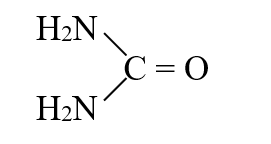 H2N
C = O
H2N